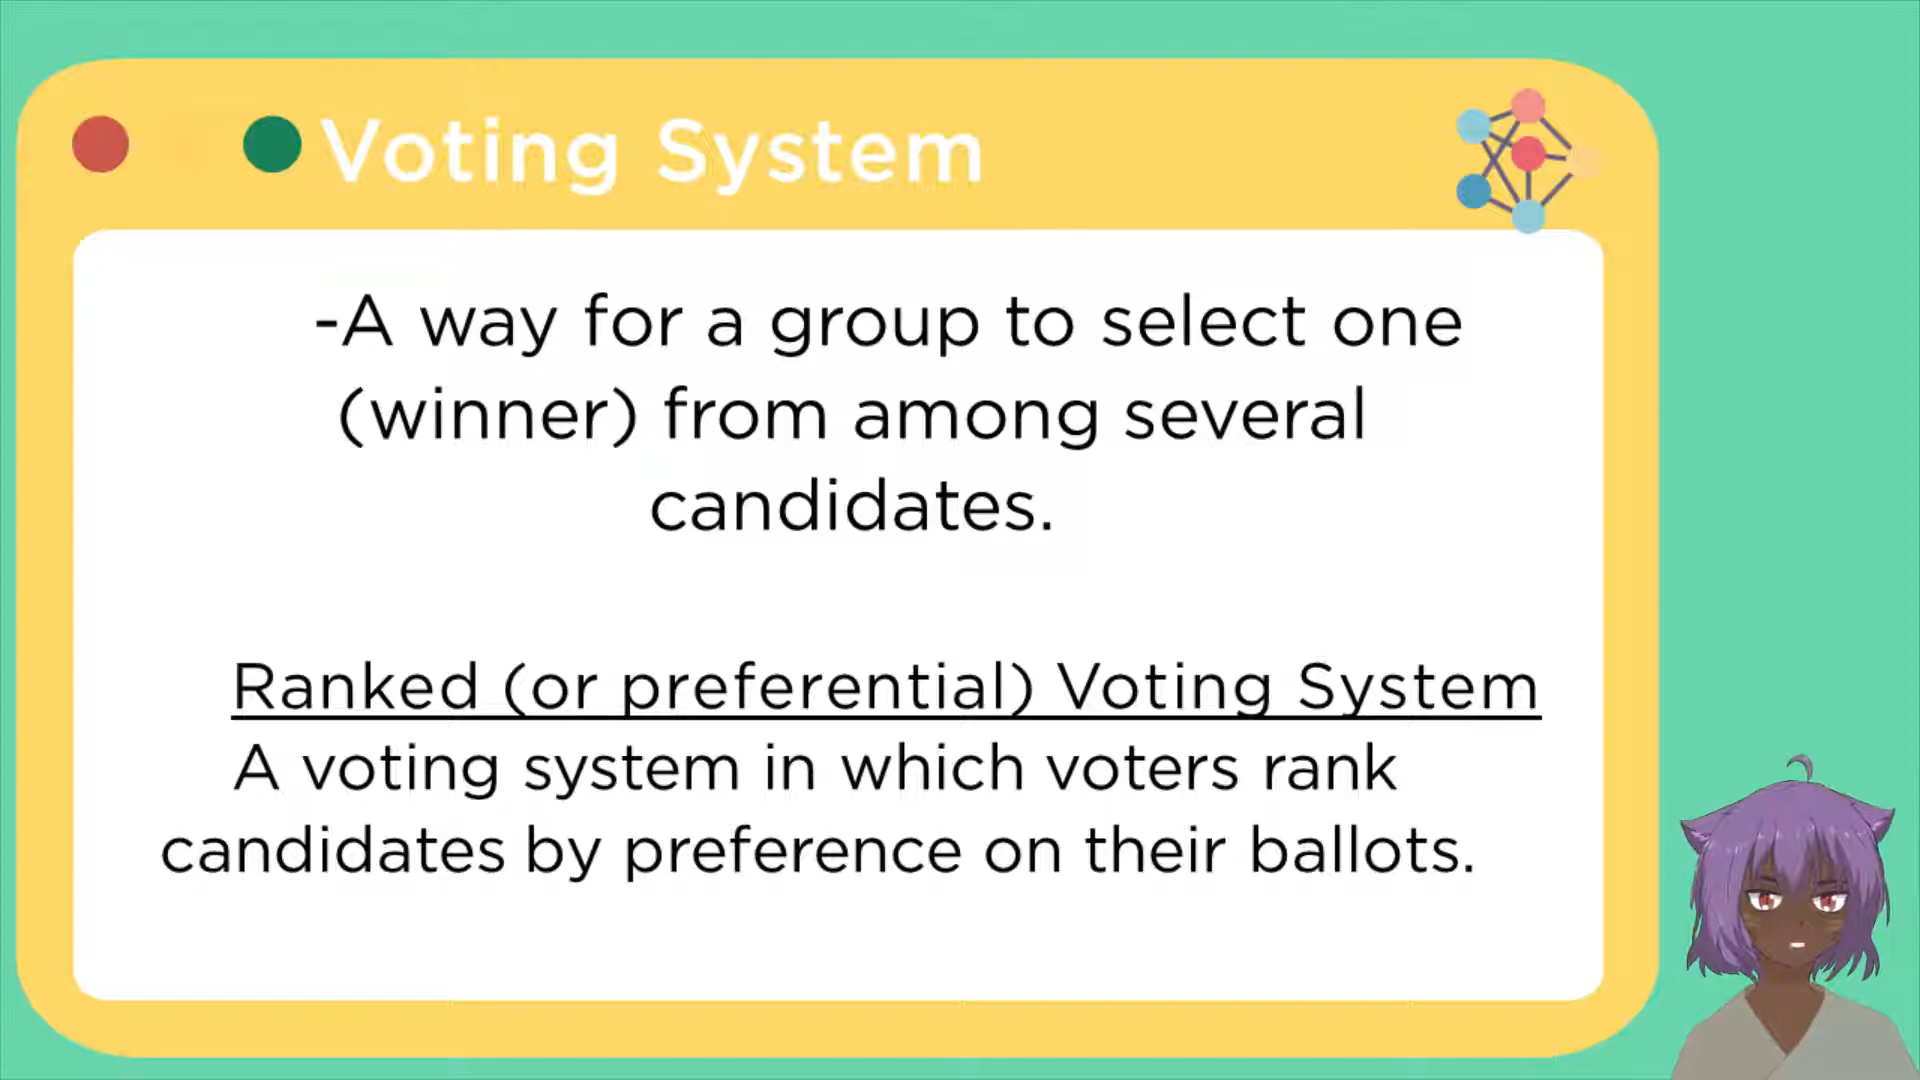 Voting System
-A way for a group to select one
(winner) from among several
candidates.
Ranked (or preferential) Voting System
A voting system in which voters rank
candidates by preference on their ballots.